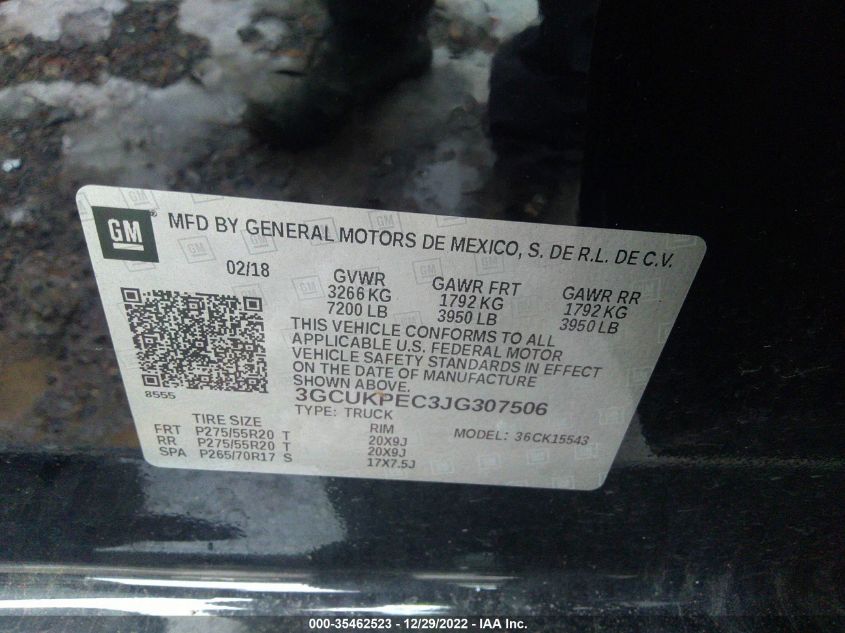 GM
MFD BY GENERAL MOTORS DE MEXICO, S. DE R.L. DE C.V.
02/18
GVWR
3266 KG
7200 LB
GAWR FRT
1792 KG
3950 LB
GAWR RR
1792 KG
3950 LB
THIS VEHICLE CONFORMS TO ALL
APPLICABLE U.S. FEDERAL MOTOR
VEHICLE SAFETY STANDARDS IN EFFECT
ON THE DATE OF MANUFACTURE
SHOWN ABOVE.
8555
3GCUKPEC3JG307506
TYPE: TRUCK
MODEL: 36CK15543
TIRE SIZE RIM
FRT P275/55R20 T 20X9J
RR P275/55R20 T 20X9J
SPA P265/70R17 S 17X7.5J
000-35462523 - 12/29/2022 - IAA Inc.